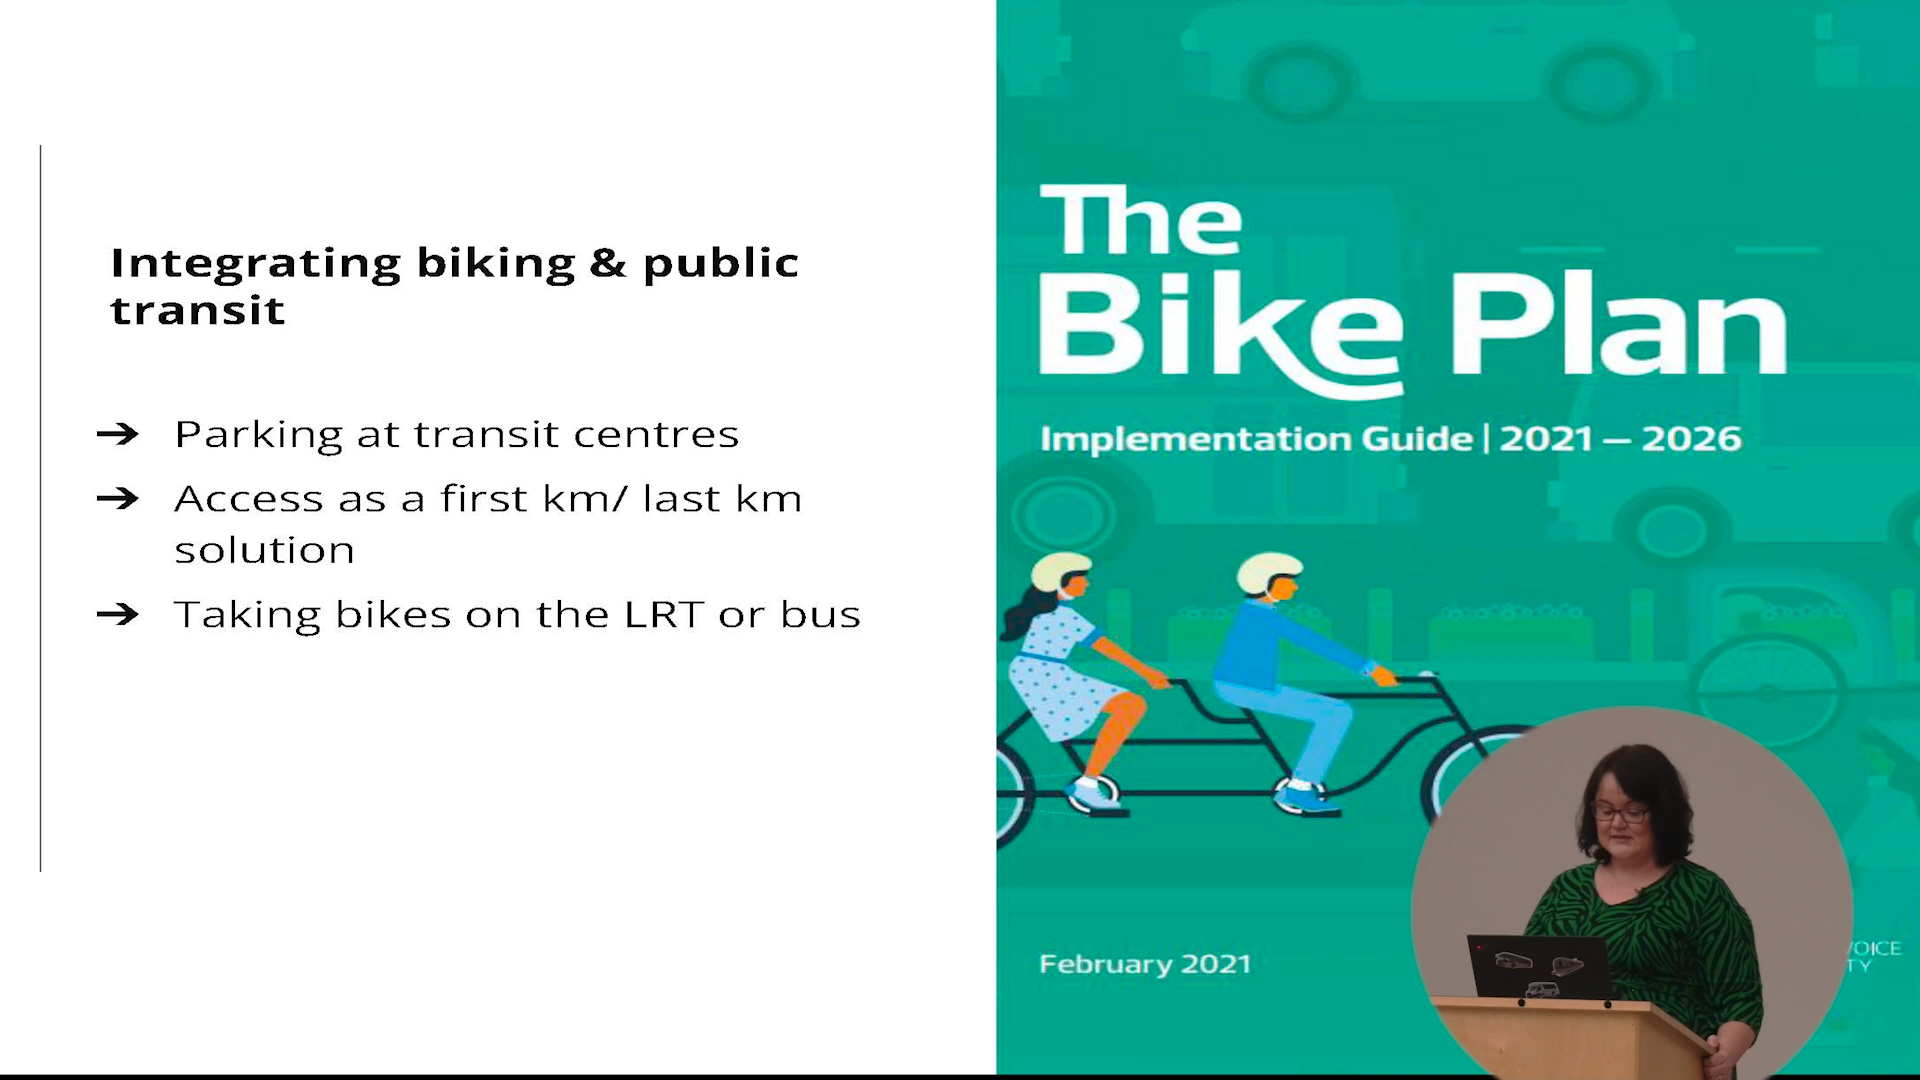 Integrating biking & public
transit
➔ Parking at transit centres
➔ Access as a first km/ last km
solution
➔ Taking bikes on the LRT or bus
The
Bike Plan
Implementation Guide | 2021 – 2026
February 2021